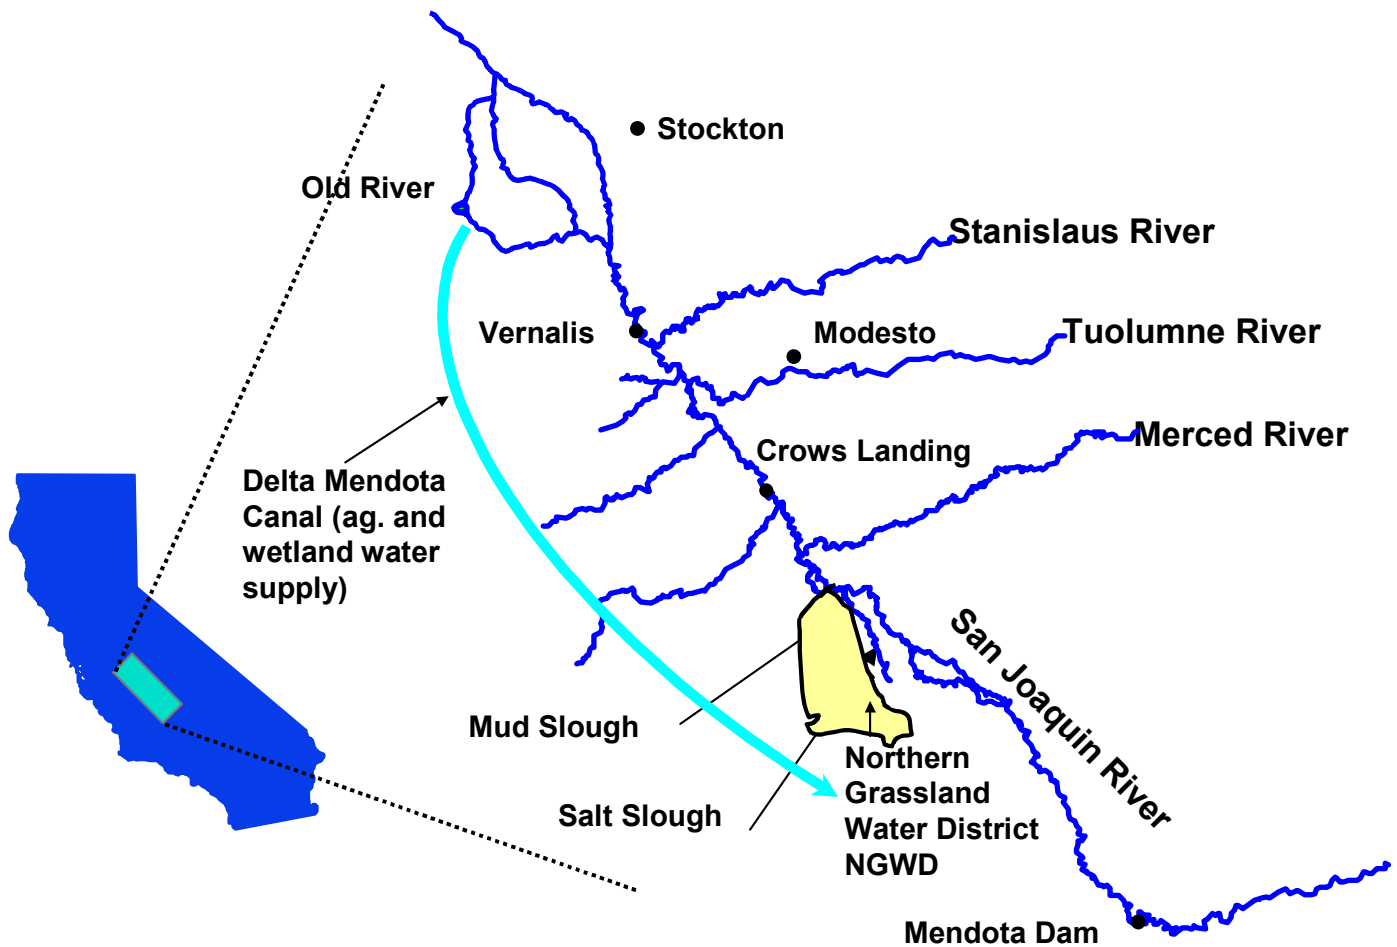 Stockton
Old River
Stanislaus River
Vernalis
Modesto
Tuolumne River
Crows Landing
Merced River
Delta Mendota
Canal (ag. and
wetland water
supply)
San Joaquin River
Mud Slough
Salt Slough
Northern
Grassland
Water District
NGWD
Mendota Dam